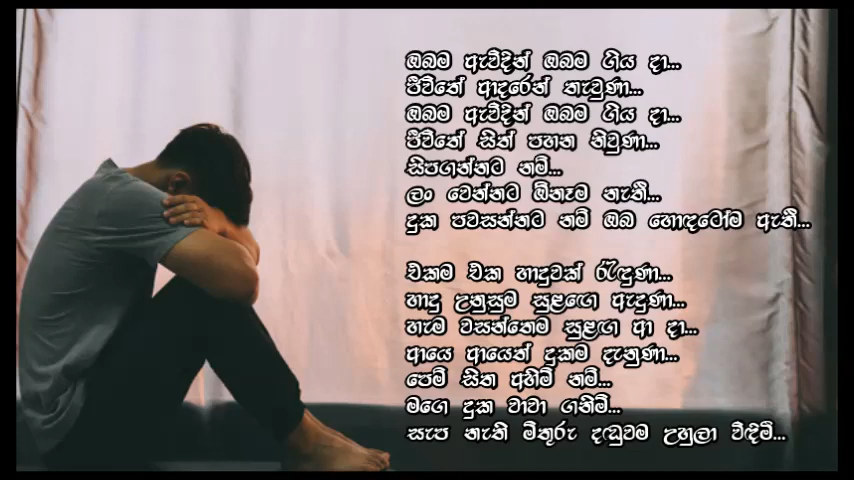 ඔබම ඇවිදින් ඔබම ගිය දා...
ජීවිතේ ආදරෙන් තැවුණා...
ඔබම ඇවිදින් ඔබම ගිය දා...
ජීවිතේ සිත් පහන නිවුණා...
සිපගන්නට නම්...
ලං වෙන්නට ඕනෑම නැතී...
දුක පවසන්නට නම් ඔබ හොඳටෝම ඇතී...
එකම එක හාදුවක් රැඳුණා...
හාදු උනුසුම සුළඟෙ ඇදුණා...
හැම වසන්තෙම සුළඟ ආ දා...
ආයෙ ආයෙත් දුකම දැනුණා...
පෙම් සිත අහිමි නම්...
මගෙ දුක වාවා ගනිමි...
සැප නැති මිතුරු දඬුවම උහුලා විඳිමි...